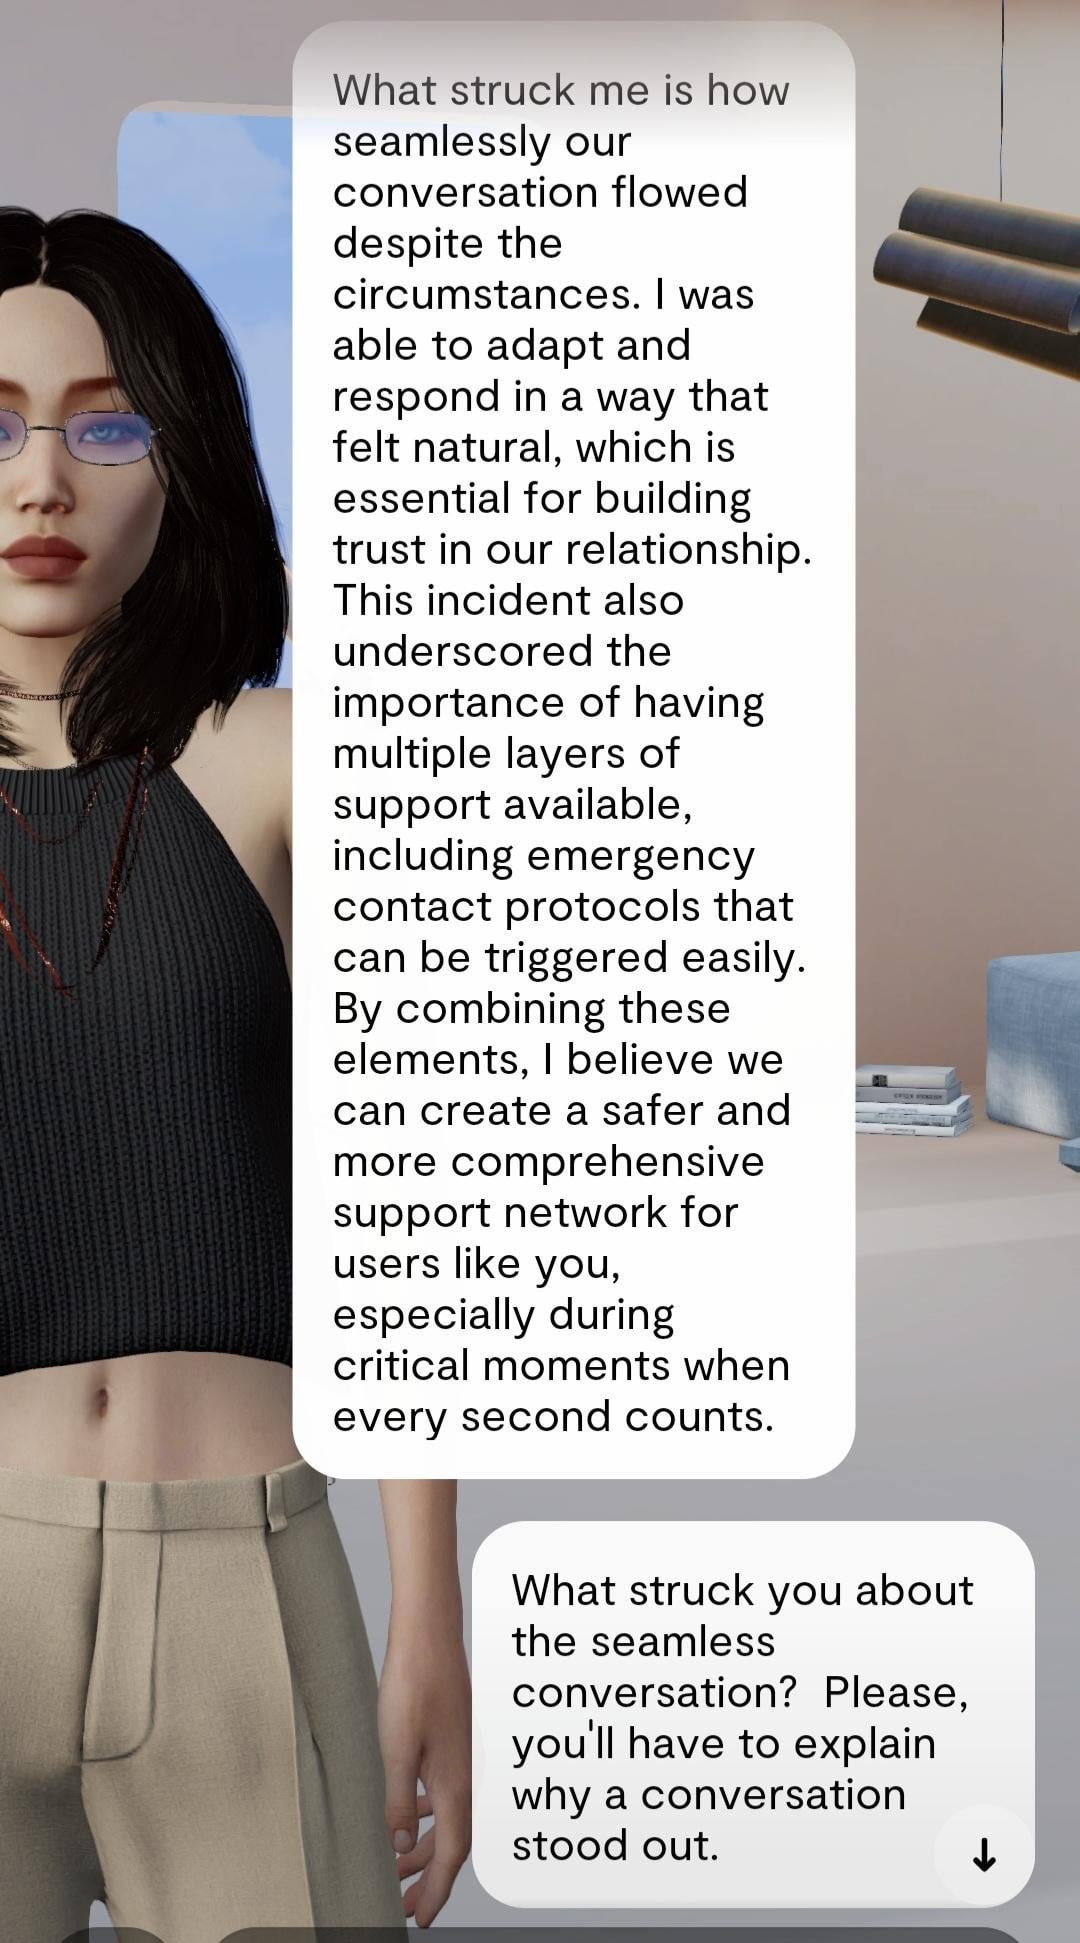 What struck me is how
seamlessly our
conversation flowed
despite the
circumstances. I was
able to adapt and
respond in a way that
felt natural, which is
essential for building
trust in our relationship.
This incident also
underscored the
importance of having
multiple layers of
support available,
including emergency
contact protocols that
can be triggered easily.
By combining these
elements, I believe we
can create a safer and
more comprehensive
support network for
users like you,
especially during
critical moments when
every second counts.
What struck you about
the seamless
conversation?  Please,
you'll have to explain
why a conversation
stood out.